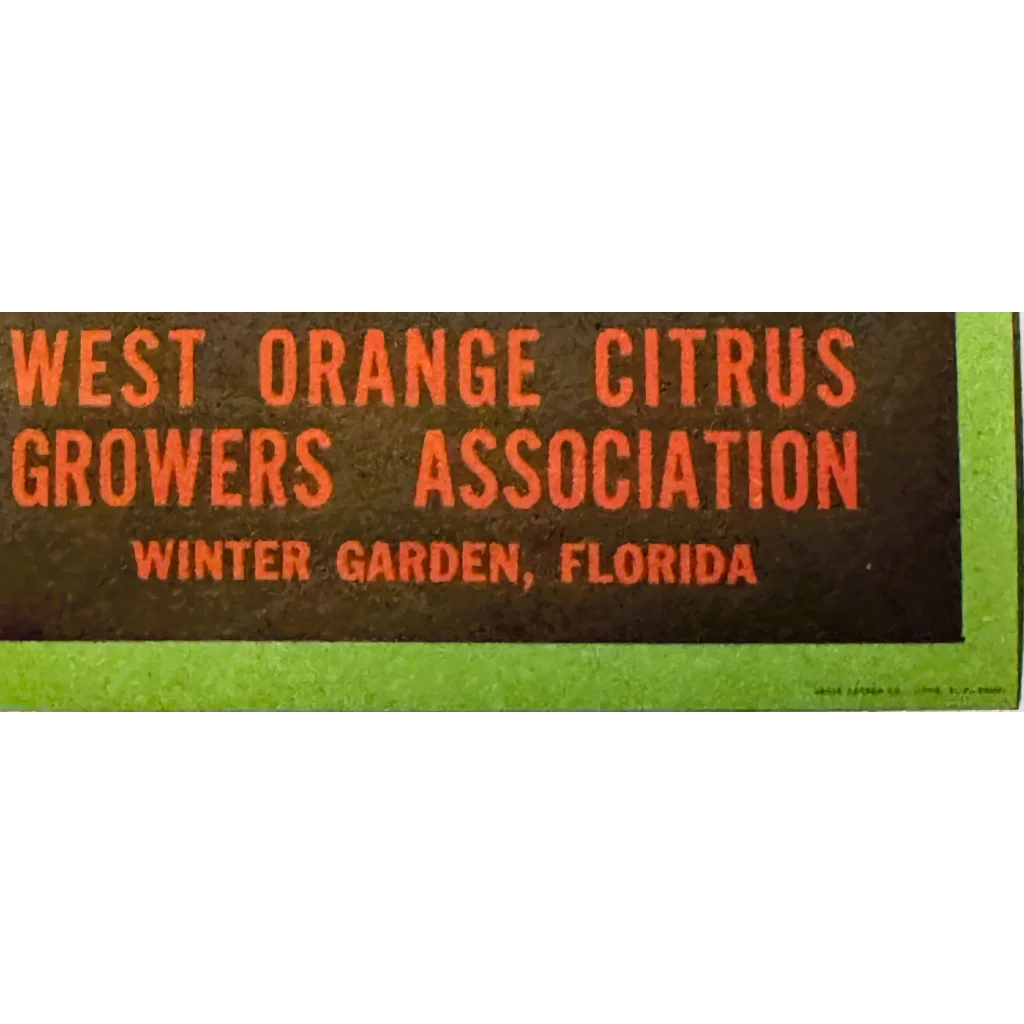 WEST ORANGE CITRUS
GROWERS ASSOCIATION
WINTER GARDEN, FLORIDA